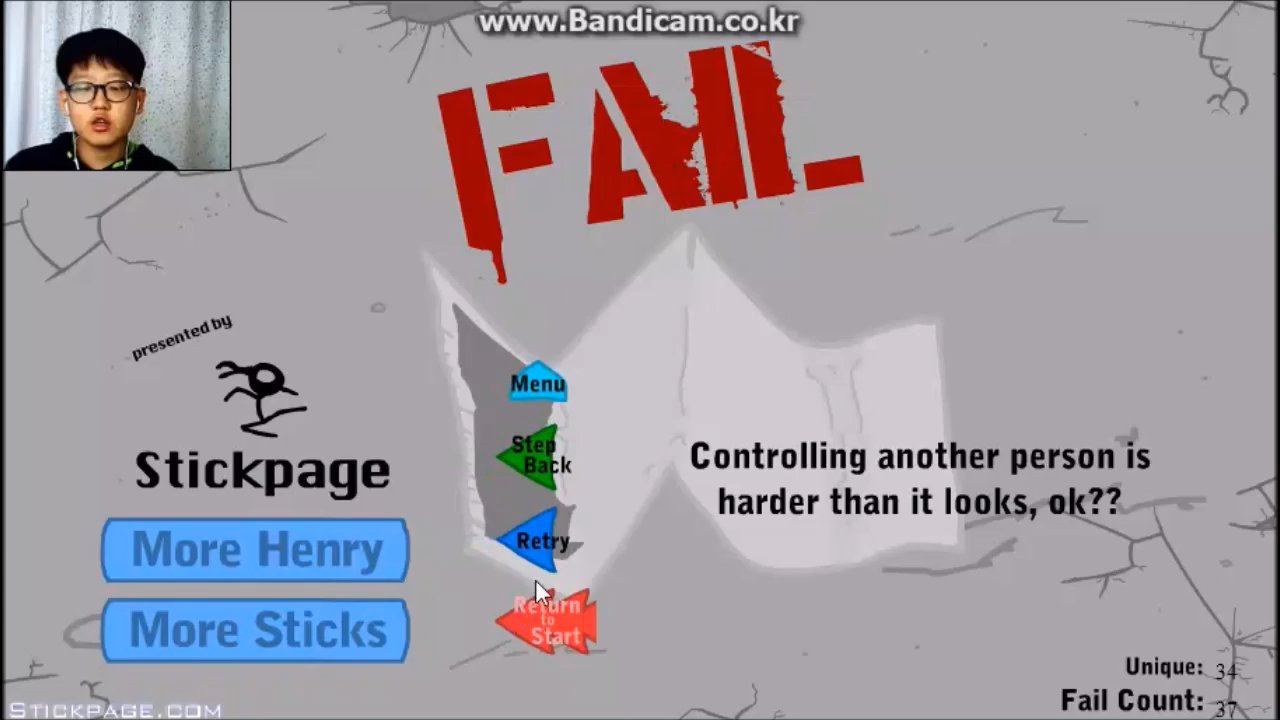 www.Bandicam.co.kr
FAIL
presented by
Stickpage
More Henry
More Sticks
Menu
Step
Back
Retry
Return
to
Start
Controlling another person is
harder than it looks, ok??
Unique: 34
Fail Count: 37
STICKPAGE.COM